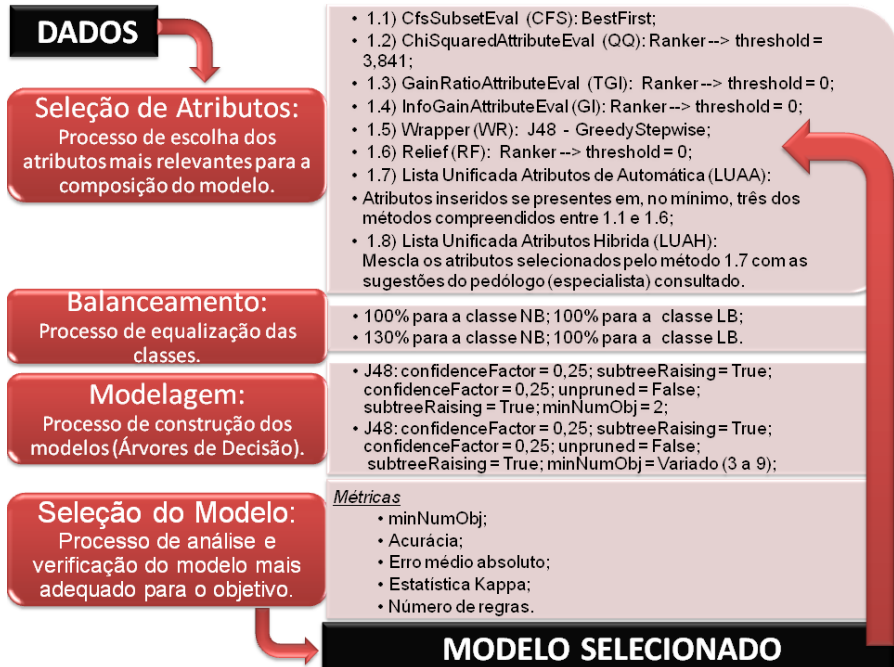 DADOS
Seleção de Atributos:
Processo de escolha dos
atributos mais relevantes para a
composição do modelo.
• 1.1) CfsSubsetEval (CFS): BestFirst;
• 1.2) ChiSquaredAttributeEval (QQ): Ranker--> threshold =
3,841;
• 1.3) GainRatioAttributeEval (TGI): Ranker--> threshold = 0;
• 1.4) InfoGainAttributeEval (GI): Ranker--> threshold = 0;
• 1.5) Wrapper (WR): J48 - GreedyStepwise;
• 1.6) Relief (RF): Ranker--> threshold = 0;
• 1.7) Lista Unificada Atributos de Automática (LUAA):
• Atributos inseridos se presentes em, no mínimo, três dos
métodos compreendidos entre 1.1 e 1.6;
• 1.8) Lista Unificada Atributos Hibrida (LUAH):
Mescla os atributos selecionados pelo método 1.7 com as
sugestões do pedólogo (especialista) consultado.
Balanceamento:
Processo de equalização das
classes.
• 100% para a classe NB; 100% para a classe LB;
• 130% para a classe NB; 100% para a classe LB.
Modelagem:
Processo de construção dos
modelos (Árvores de Decisão).
• J48: confidenceFactor = 0,25; subtreeRaising = True;
confidenceFactor = 0,25; unpruned = False;
subtreeRaising = True; minNumObj = 2;
• J48: confidenceFactor = 0,25; subtreeRaising = True;
confidenceFactor = 0,25; unpruned = False;
subtreeRaising = True; minNumObj = Variado (3 a 9);
Seleção do Modelo:
Processo de análise e
verificação do modelo mais
adequado para o objetivo.
Métricas
• minNumObj;
• Acurácia;
• Erro médio absoluto;
• Estatística Kappa;
• Número de regras.
MODELO SELECIONADO